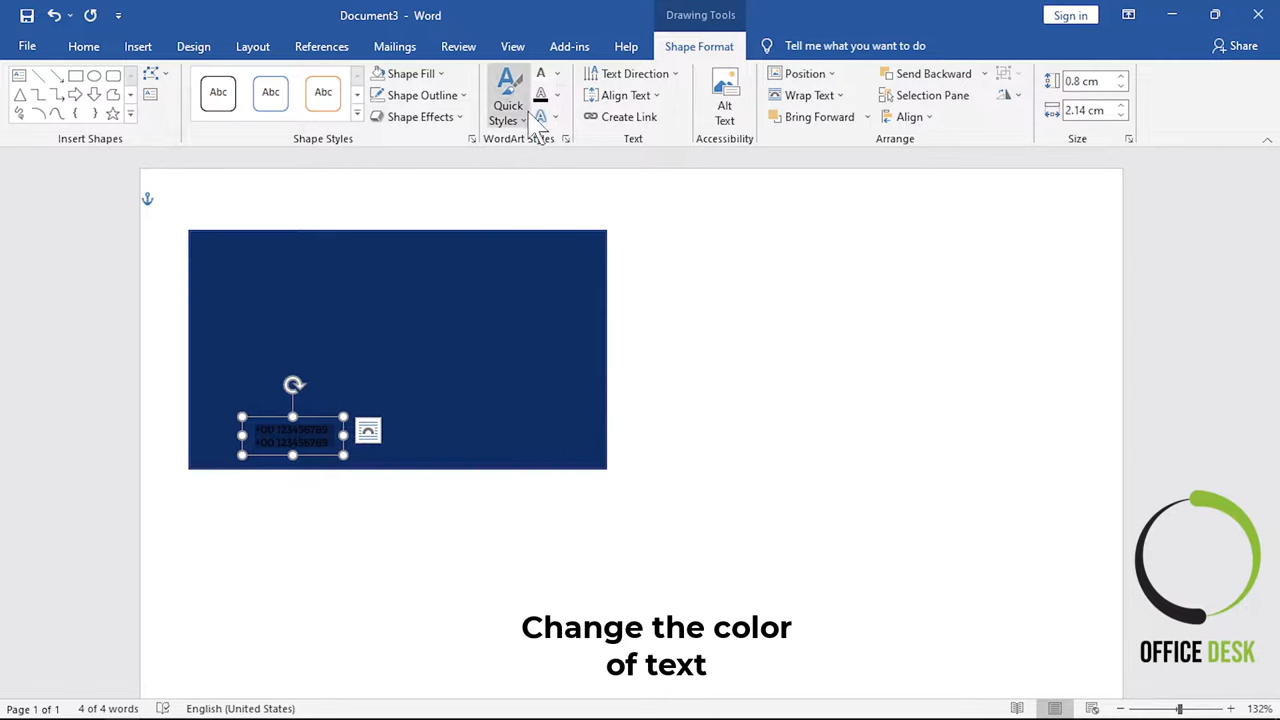 Document3 - Word
Drawing Tools
Sign in
File
Home
Insert
Design
Layout
References
Mailings
Review
View
Add-ins
Help
Shape Format
Tell me what you want to do
Share
Shape Fill
Shape Outline
Shape Effects
Abc
Abc
Abc
Quick
Styles
Text Direction
Align Text
Create Link
Alt
Text
Position
Wrap Text
Bring Forward
Send Backward
Selection Pane
Align
0.8 cm
2.14 cm
Insert Shapes
Shape Styles
WordArt Styles
Text
Accessibility
Arrange
Size
+00 123456789
+00 123456789
Change the color
of text
OFFICE DESK
Page 1 of 1
4 of 4 words
English (United States)
132%